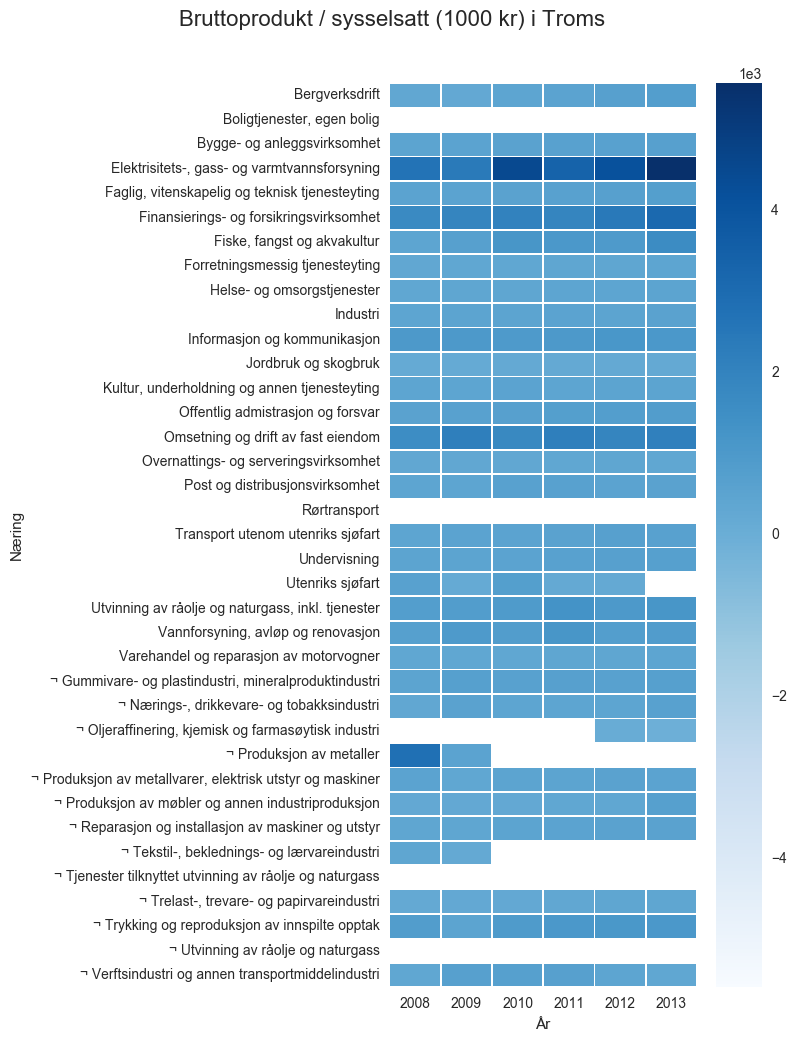 Bruttoprodukt / sysselsatt (1000 kr) i Troms
1e3
Bergverksdrift
Boligtjenester, egen bolig
Bygge- og anleggsvirksomhet
Elektrisitets-, gass- og varmtvannsforsyning
Faglig, vitenskapelig og teknisk tjenesteyting
Finansierings- og forsikringsvirksomhet
Fiske, fangst og akvakultur
Forretningsmessig tjenesteyting
Helse- og omsorgstjenester
Industri
Informasjon og kommunikasjon
Jordbruk og skogbruk
Kultur, underholdning og annen tjenesteyting
Offentlig admistrasjon og forsvar
Omsetning og drift av fast eiendom
Overnattings- og serveringsvirksomhet
Post og distribusjonsvirksomhet
Rørtransport
Transport utenom utenriks sjøfart
Undervisning
Utenriks sjøfart
Utvinning av råolje og naturgass, inkl. tjenester
Vannforsyning, avløp og renovasjon
Varehandel og reparasjon av motorvogner
¬ Gummivare- og plastindustri, mineralproduktindustri
¬ Nærings-, drikkevare- og tobakksindustri
¬ Oljeraffinering, kjemisk og farmasøytisk industri
¬ Produksjon av metaller
¬ Produksjon av metallvarer, elektrisk utstyr og maskiner
¬ Produksjon av møbler og annen industriproduksjon
¬ Reparasjon og installasjon av maskiner og utstyr
¬ Tekstil-, beklednings- og lærvareindustri
¬ Tjenester tilknyttet utvinning av råolje og naturgass
¬ Trelast-, trevare- og papirvareindustri
¬ Trykking og reproduksjon av innspilte opptak
¬ Utvinning av råolje og naturgass
¬ Verftsindustri og annen transportmiddelindustri
Næring
2008 2009 2010 2011 2012 2013
År
4
2
0
−2
−4